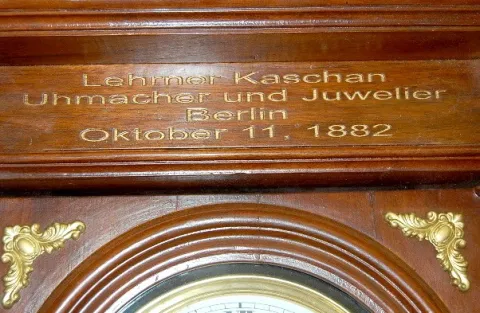 Lehrner Kaschan
Uhmacher und Juwelier
Berlin
Oktober 11, 1882